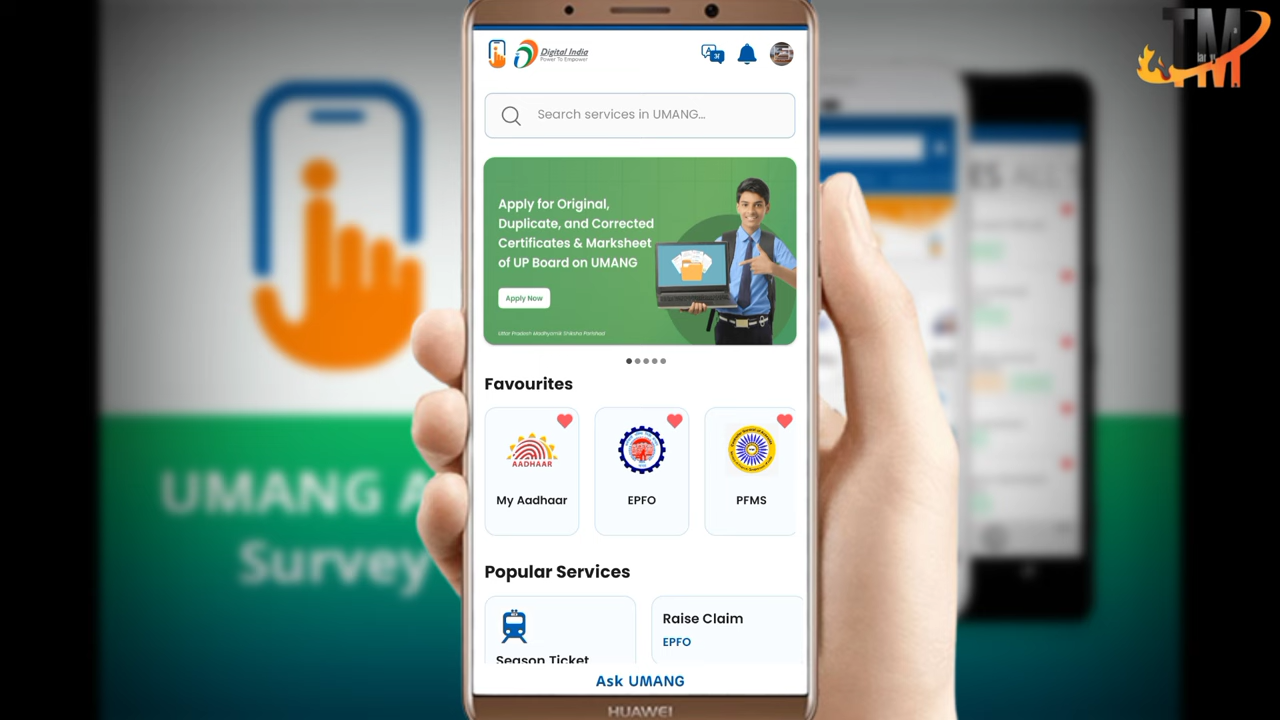 TM
Digital India
Power To Empower
Search services in UMANG...
Apply for Original,
Duplicate, and Corrected
Certificates & Marksheet
of UP Board on UMANG
Apply Now
Uttar Pradesh Madhyamik Shiksha Parishad
Favourites
AADHAAR
My Aadhaar
EPFO
PFMS
Popular Services
Season Ticket
Raise Claim
EPFO
Ask UMANG
HUAWEI
UMANG A
Survey